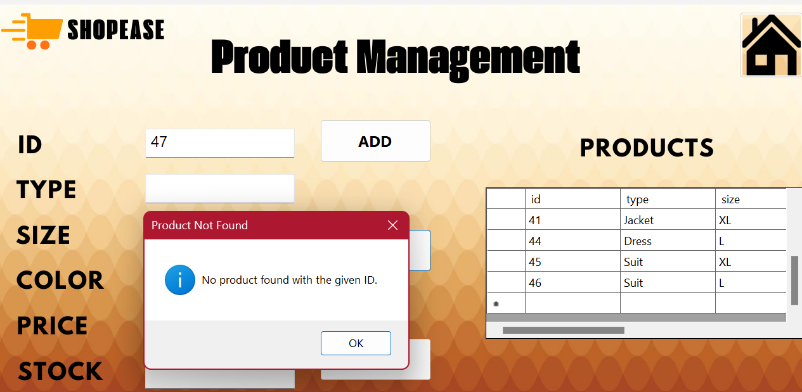 SHOPEASE
Product Management
ID
47
ADD
PRODUCTS
TYPE
SIZE
COLOR
PRICE
STOCK
Product Not Found
No product found with the given ID.
OK
id type size
41 Jacket XL
44 Dress L
45 Suit XL
46 Suit L